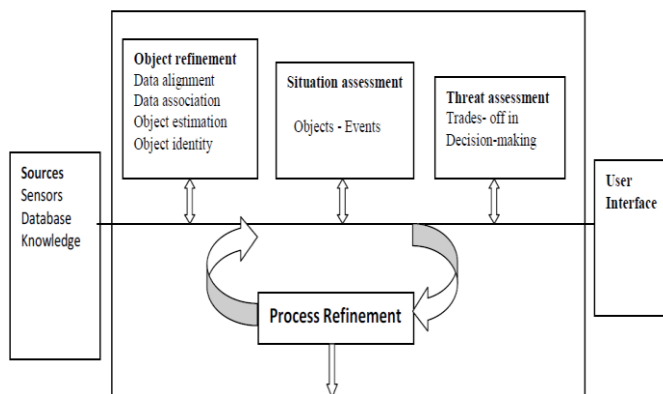 Object refinement
Data alignment
Data association
Object estimation
Object identity
Situation assessment
Objects - Events
Threat assessment
Trades- off in
Decision-making
Sources
Sensors
Database
Knowledge
User
Interface
Process Refinement